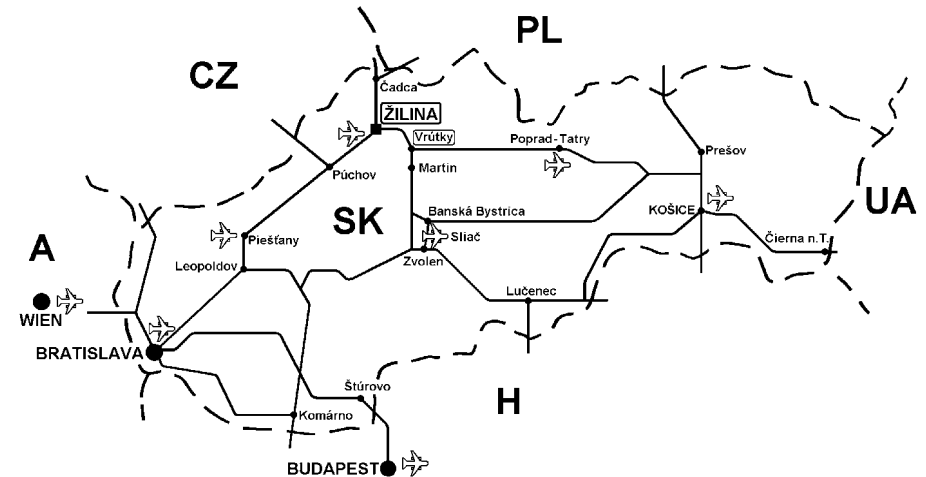 PL
CZ
Čadca
ŽILINA
Vrútky
Poprad-Tatry
Prešov
Púchov
Martin
SK
Banská Bystrica
KOŠICE
UA
Piešťany
Sliač
Čierna n.T.
A
Leopoldov
Zvolen
Lučenec
WIEN
BRATISLAVA
Štúrovo
H
Komárno
BUDAPEST